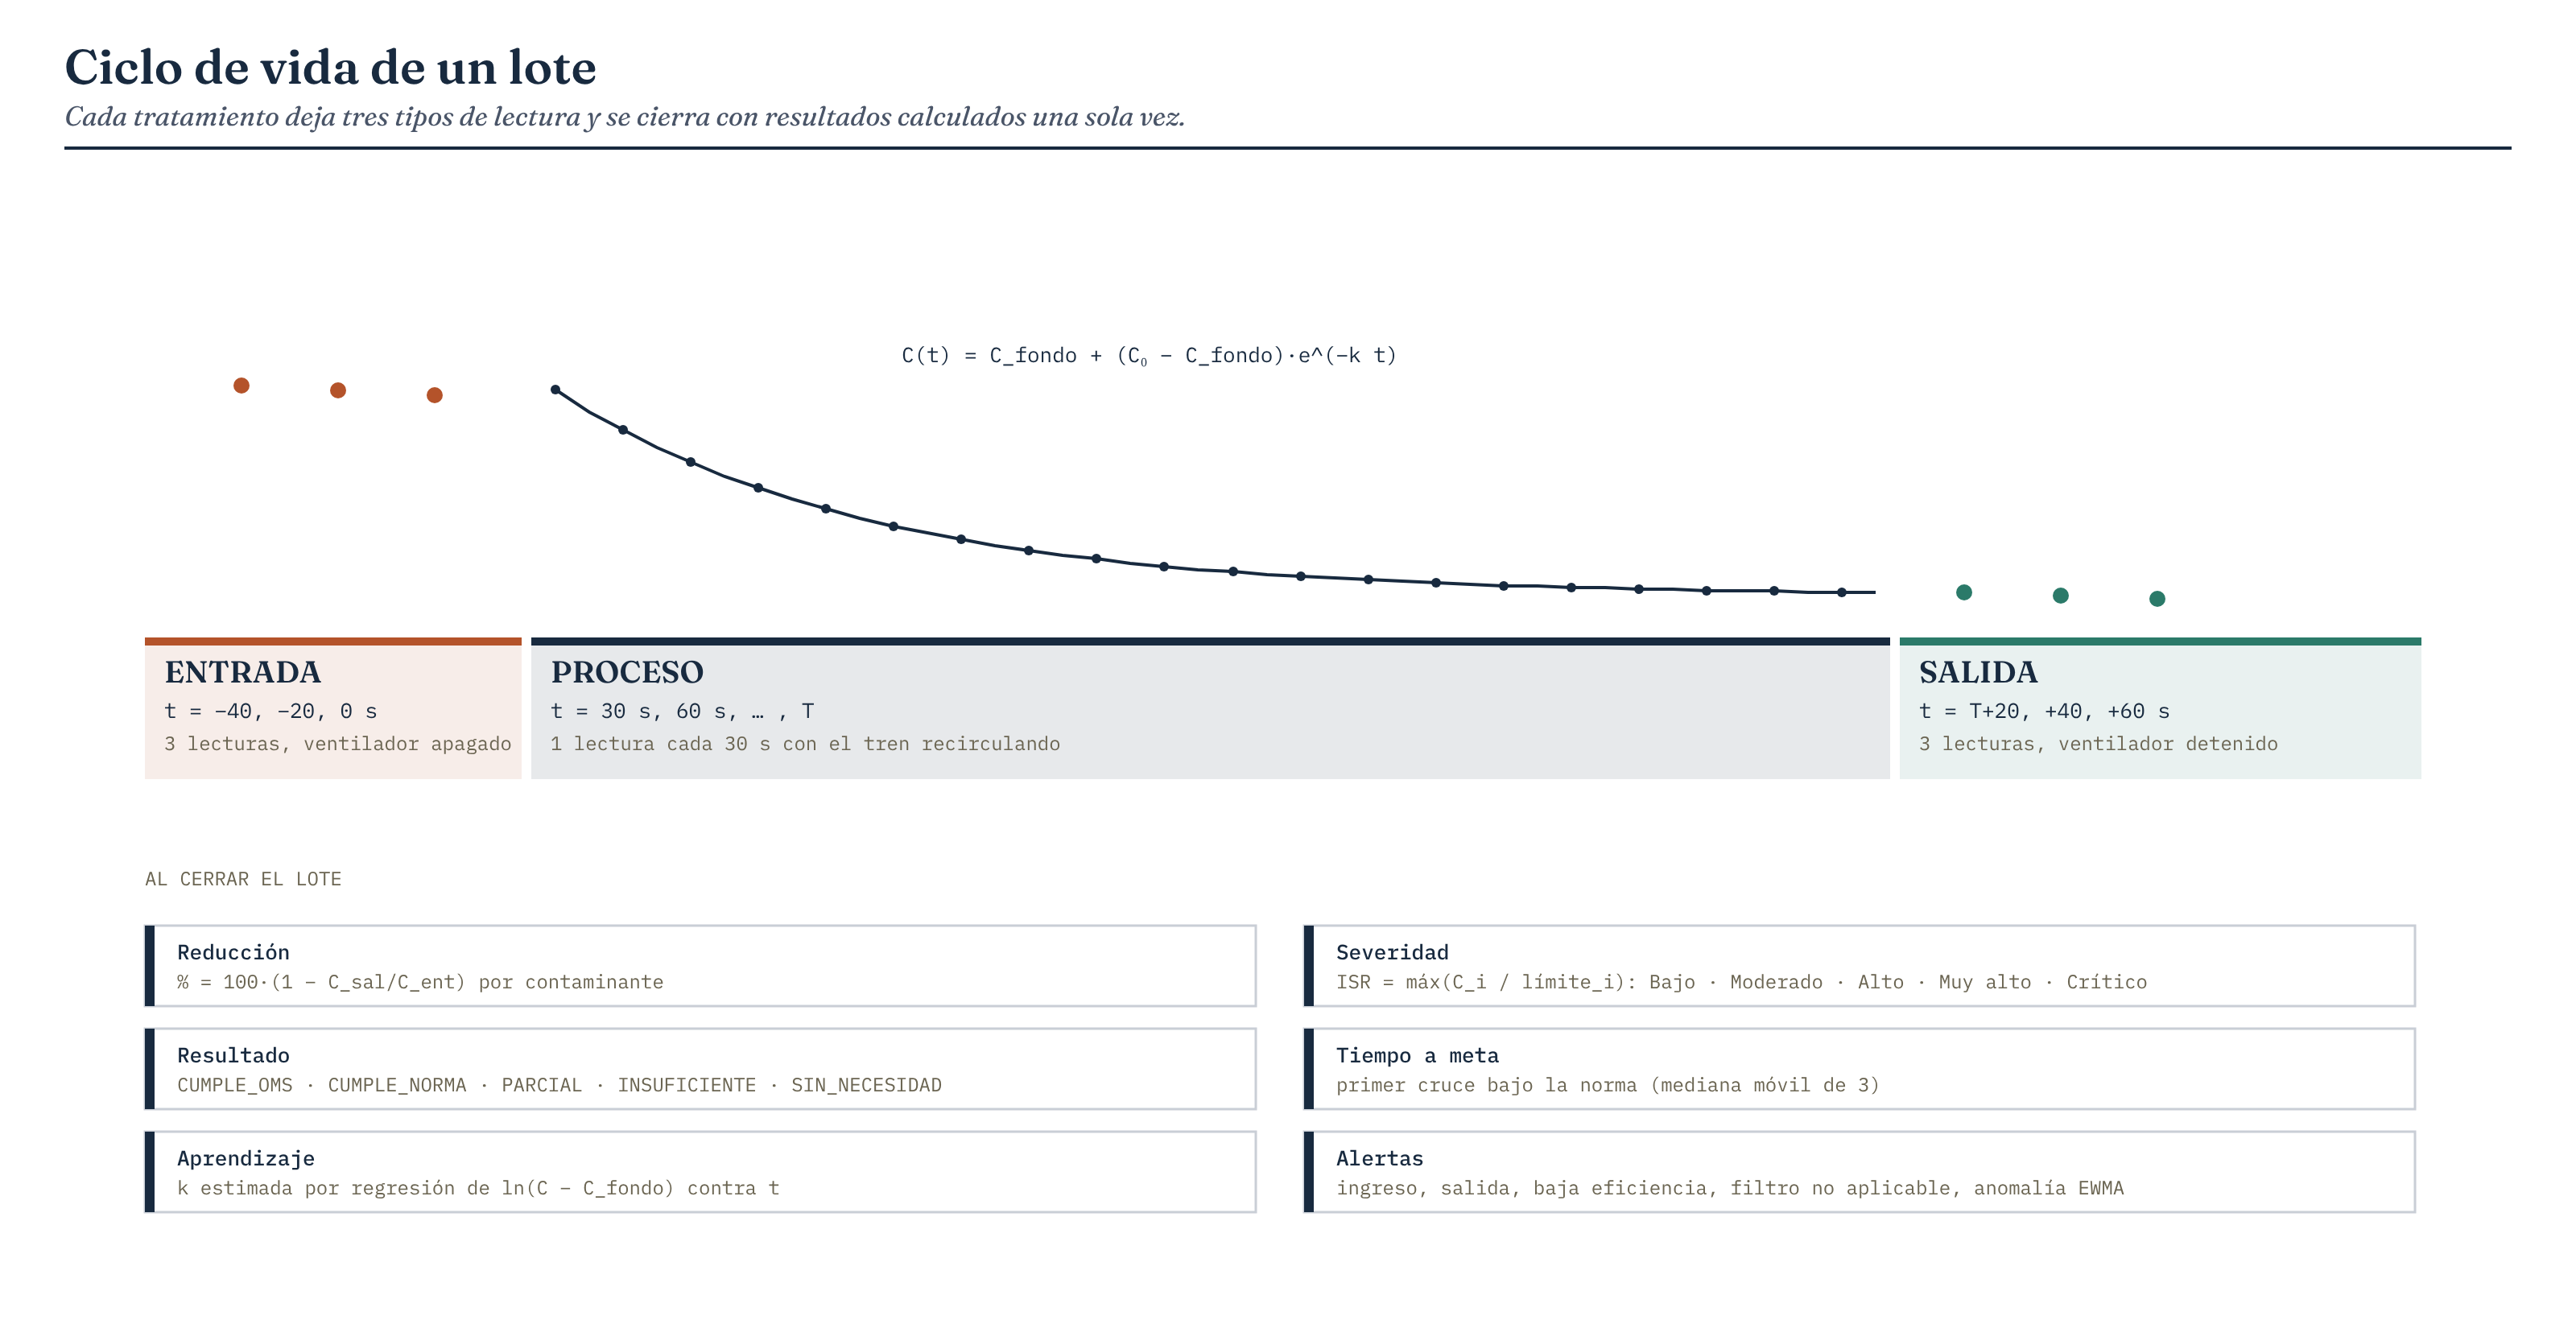 Ciclo de vida de un lote
Cada tratamiento deja tres tipos de lectura y se cierra con resultados calculados una sola vez.
C(t) = C_fondo + (C₀ − C_fondo)·e^(−k t)
ENTRADA
t = −40, −20, 0 s
3 lecturas, ventilador apagado
PROCESO
t = 30 s, 60 s, … , T
1 lectura cada 30 s con el tren recirculando
SALIDA
t = T+20, +40, +60 s
3 lecturas, ventilador detenido
AL CERRAR EL LOTE
Reducción
% = 100·(1 − C_sal/C_ent) por contaminante
Severidad
ISR = máx(C_i / límite_i): Bajo · Moderado · Alto · Muy alto · Crítico
Resultado
CUMPLE_OMS · CUMPLE_NORMA · PARCIAL · INSUFICIENTE · SIN_NECESIDAD
Tiempo a meta
primer cruce bajo la norma (mediana móvil de 3)
Aprendizaje
k estimada por regresión de ln(C − C_fondo) contra t
Alertas
ingreso, salida, baja eficiencia, filtro no aplicable, anomalía EWMA